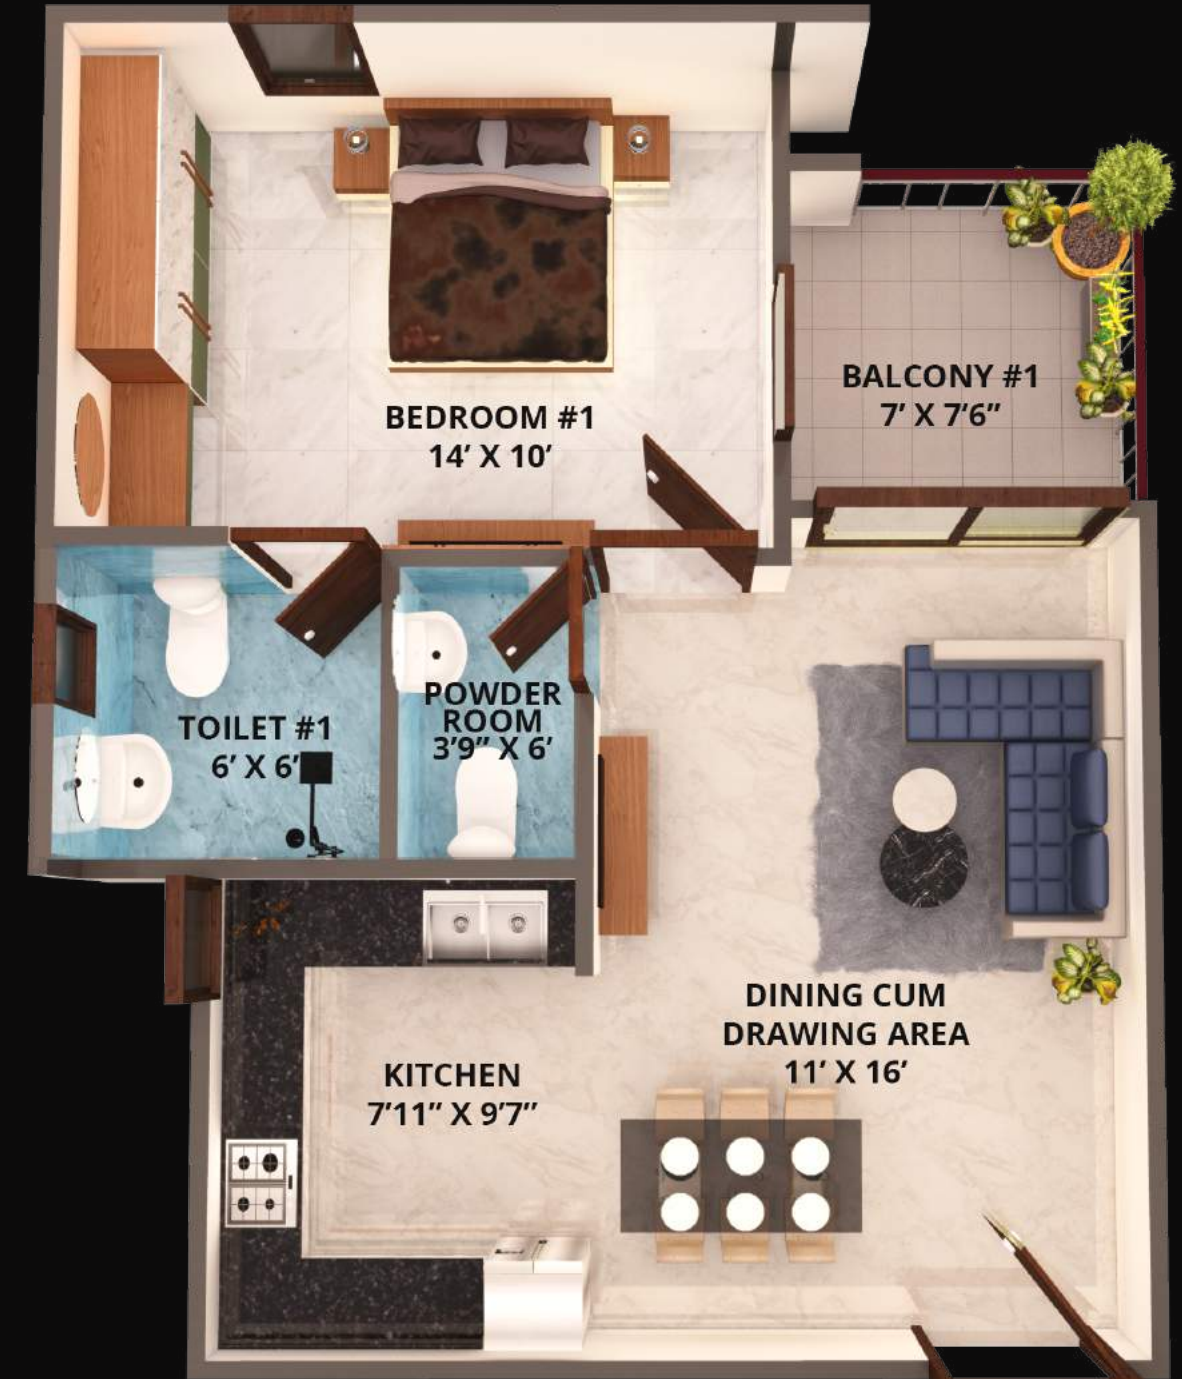 BEDROOM #1
14’ X 10’
BALCONY #1
7’ X 7‘6”
TOILET #1
6’ X 6’
POWDER
ROOM
3’9” X 6’
DINING CUM
DRAWING AREA
11’ X 16’
KITCHEN
7’11” X 9’7”